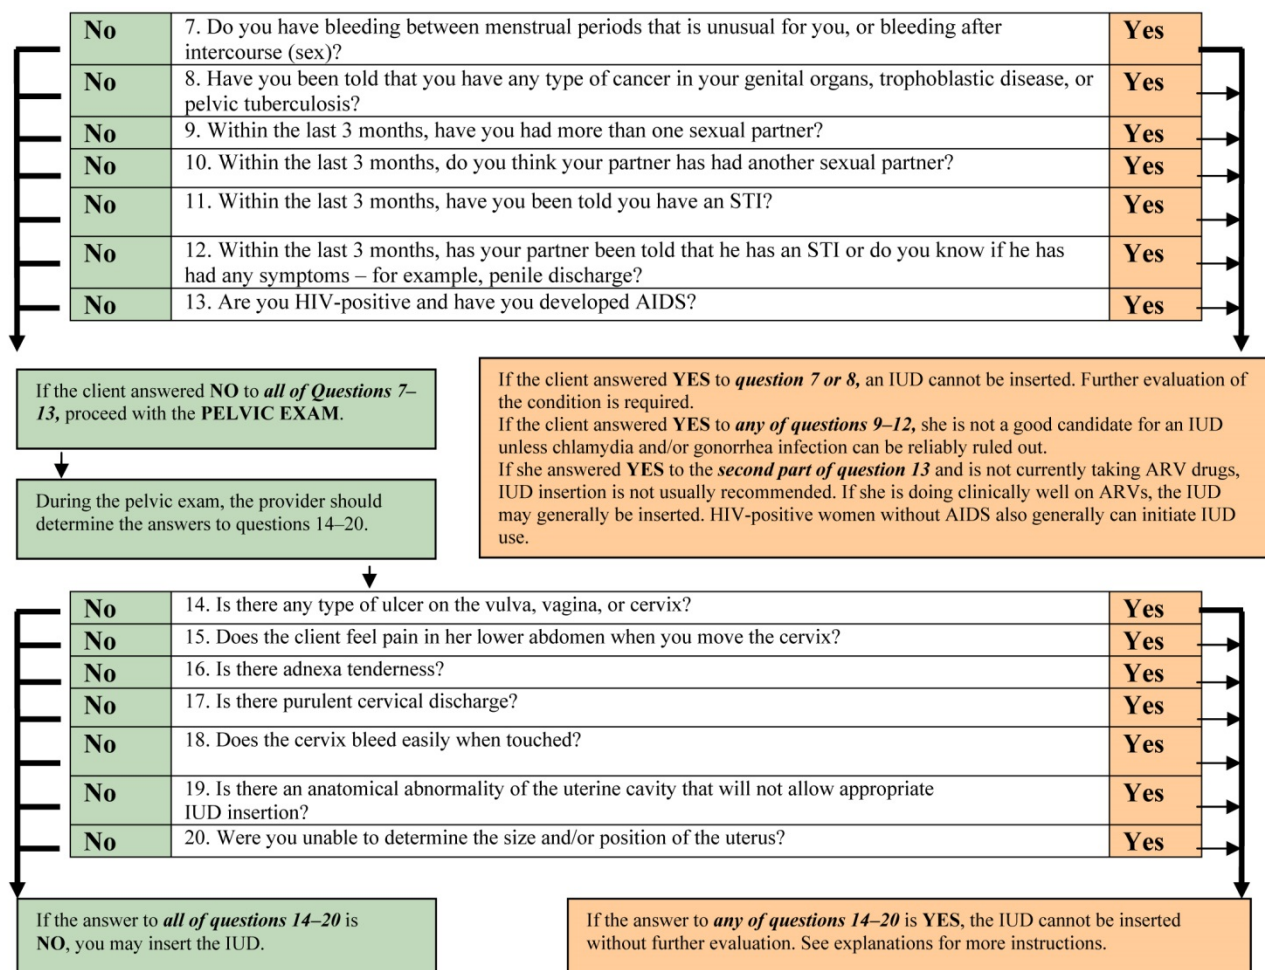 No 7. Do you have bleeding between menstrual periods that is unusual for you, or bleeding after Yes
intercourse (sex)?
No 8. Have you been told that you have any type of cancer in your genital organs, trophoblastic disease, or Yes
pelvic tuberculosis?
No 9. Within the last 3 months, have you had more than one sexual partner? Yes
No 10. Within the last 3 months, do you think your partner has had another sexual partner? Yes
No 11. Within the last 3 months, have you been told you have an STI? Yes
No 12. Within the last 3 months, has your partner been told that he has an STI or do you know if he has Yes
had any symptoms – for example, penile discharge?
No 13. Are you HIV-positive and have you developed AIDS? Yes
If the client answered NO to all of Questions 7–
13, proceed with the PELVIC EXAM.
During the pelvic exam, the provider should
determine the answers to questions 14–20.
If the client answered YES to question 7 or 8, an IUD cannot be inserted. Further evaluation of
the condition is required.
If the client answered YES to any of questions 9–12, she is not a good candidate for an IUD
unless chlamydia and/or gonorrhea infection can be reliably ruled out.
If she answered YES to the second part of question 13 and is not currently taking ARV drugs,
IUD insertion is not usually recommended. If she is doing clinically well on ARVs, the IUD
may generally be inserted. HIV-positive women without AIDS also generally can initiate IUD
use.
No 14. Is there any type of ulcer on the vulva, vagina, or cervix? Yes
No 15. Does the client feel pain in her lower abdomen when you move the cervix? Yes
No 16. Is there adnexa tenderness? Yes
No 17. Is there purulent cervical discharge? Yes
No 18. Does the cervix bleed easily when touched? Yes
No 19. Is there an anatomical abnormality of the uterine cavity that will not allow appropriate Yes
IUD insertion?
No 20. Were you unable to determine the size and/or position of the uterus? Yes
If the answer to all of questions 14–20 is
NO, you may insert the IUD.
If the answer to any of questions 14–20 is YES, the IUD cannot be inserted
without further evaluation. See explanations for more instructions.